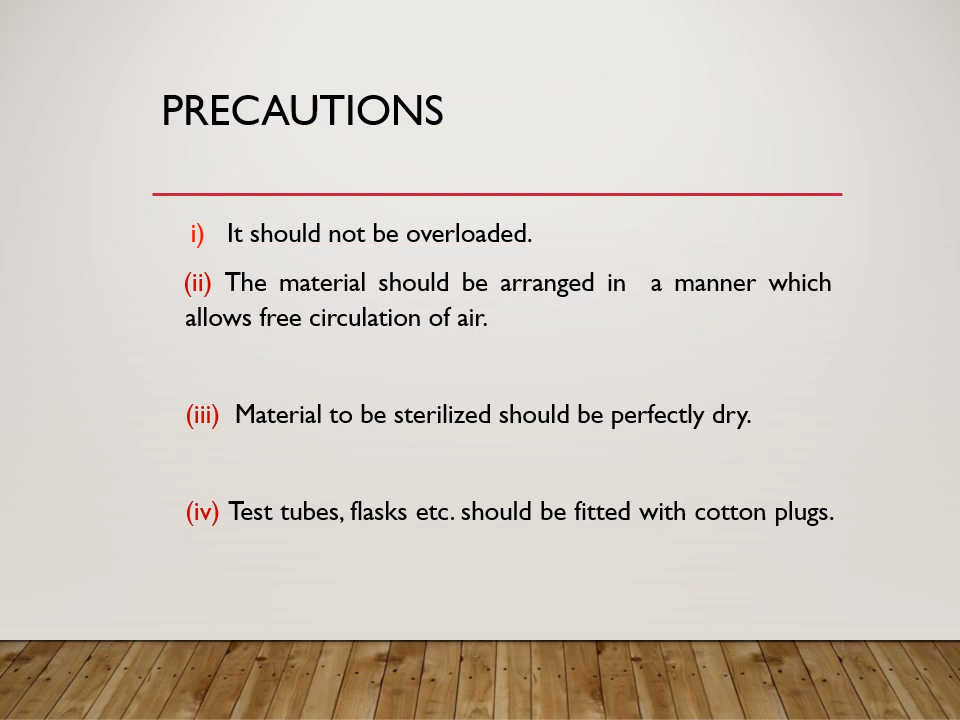 PRECAUTIONS
i) It should not be overloaded.
(ii) The material should be arranged in a manner which
allows free circulation of air.
(iii) Material to be sterilized should be perfectly dry.
(iv) Test tubes, flasks etc. should be fitted with cotton plugs.